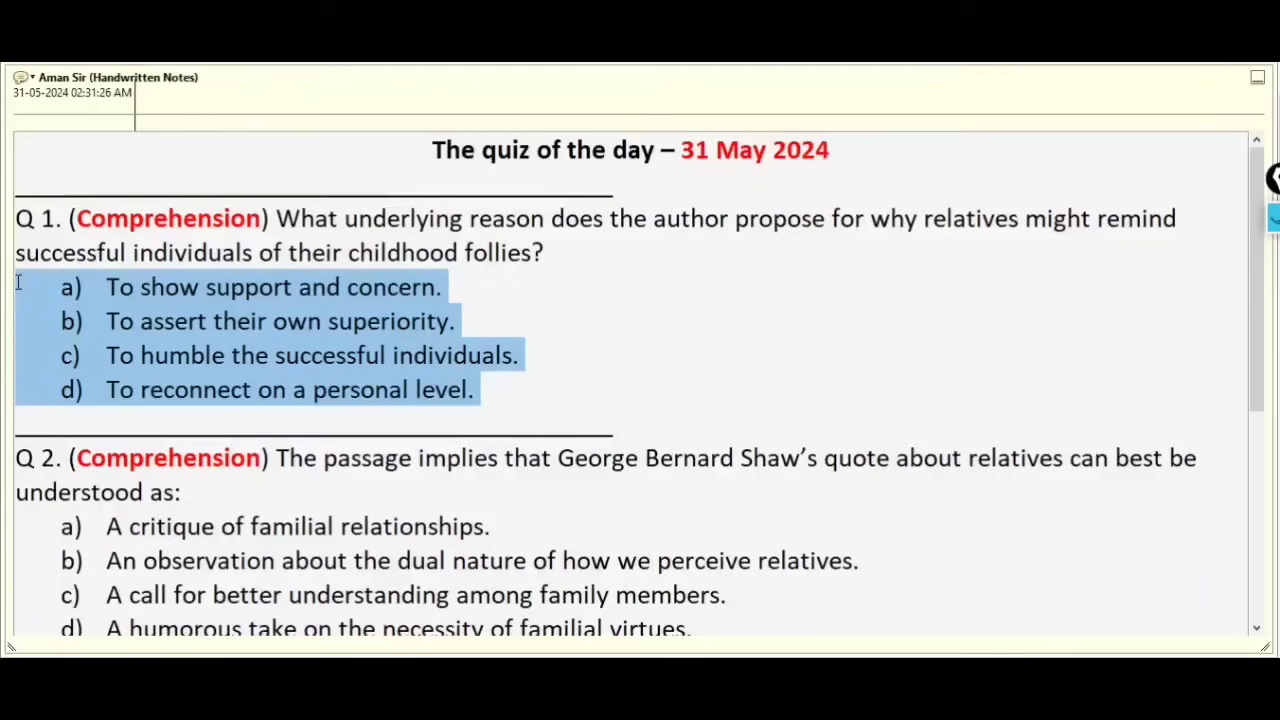 Aman Sir (Handwritten Notes)
31-05-2024 02:31:26 AM
The quiz of the day – 31 May 2024
Q 1. (Comprehension) What underlying reason does the author propose for why relatives might remind
successful individuals of their childhood follies?
a) To show support and concern.
b) To assert their own superiority.
c) To humble the successful individuals.
d) To reconnect on a personal level.
Q 2. (Comprehension) The passage implies that George Bernard Shaw’s quote about relatives can best be
understood as:
a) A critique of familial relationships.
b) An observation about the dual nature of how we perceive relatives.
c) A call for better understanding among family members.
d) A humorous take on the necessity of familial virtues.